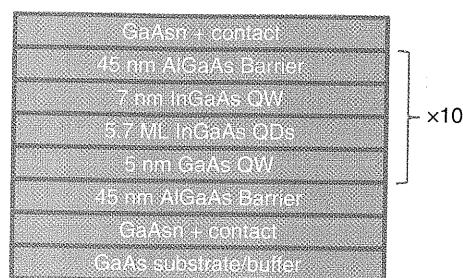 GaAsn + contact
45 nm AlGaAs Barrier
7 nm InGaAs QW
5.7 ML InGaAs QDs
5 nm GaAs QW
45 nm AlGaAs Barrier
GaAsn + contact
GaAs substrate/buffer
×10